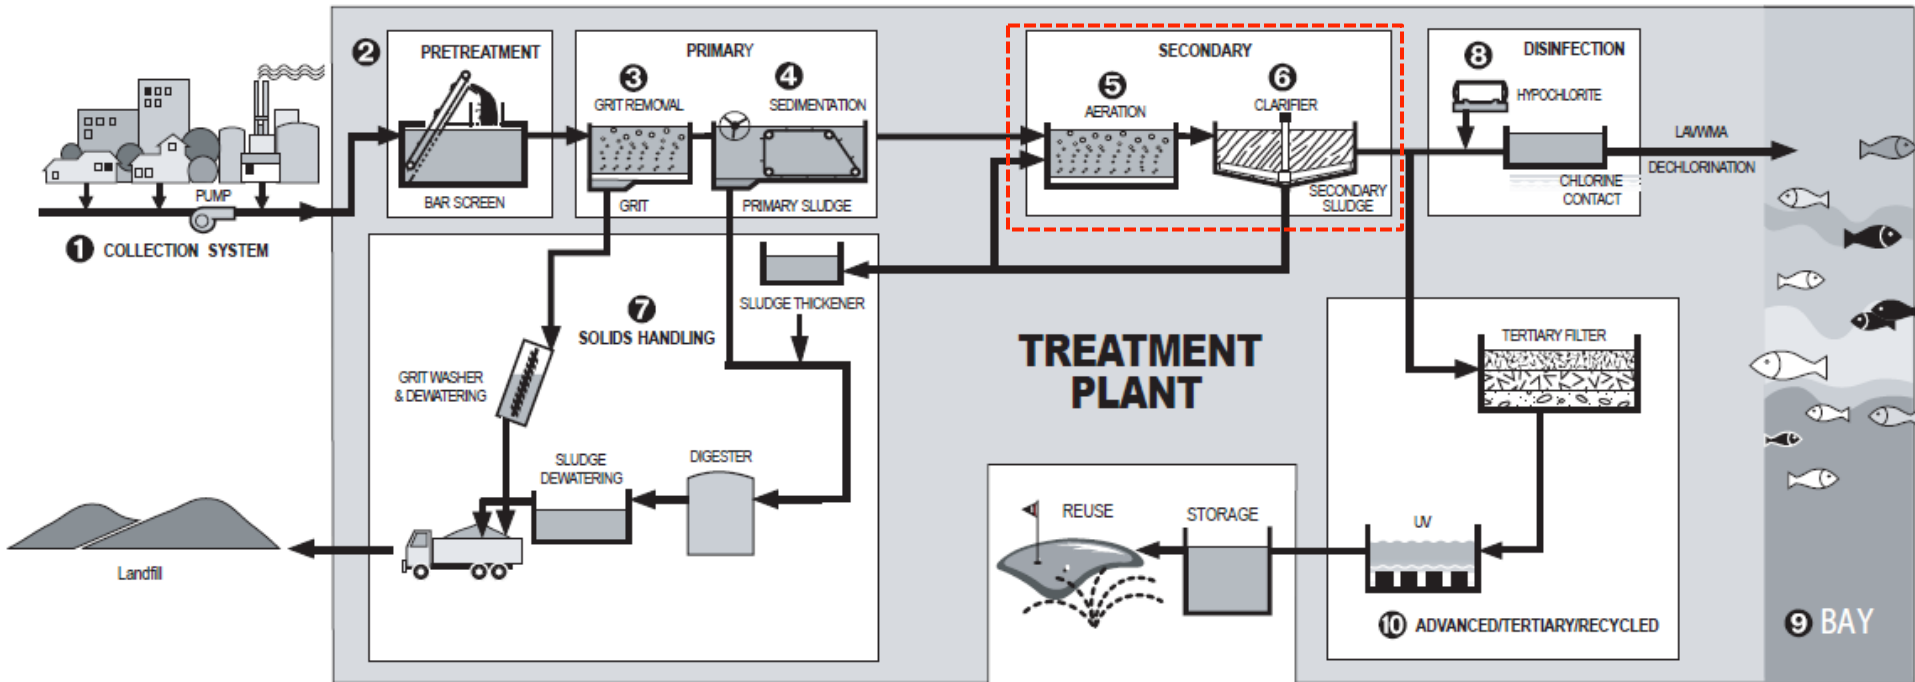 2
PRETREATMENT
BAR SCREEN
PRIMARY
3
GRIT REMOVAL
4
SEDIMENTATION
GRIT
PRIMARY SLUDGE
SECONDARY
5
AERATION
6
CLARIFIER
SECONDARY
SLUDGE
8
DISINFECTION
HYPOCHLORITE
CHLORINE
CONTACT
LAVWMA
DECHLORINATION
PUMP
1 COLLECTION SYSTEM
SLUDGE THICKENER
7
SOLIDS HANDLING
GRIT WASHER
& DEWATERING
SLUDGE
DEWATERING
DIGESTER
Landfill
TREATMENT
PLANT
TERTIARY FILTER
UV
REUSE
STORAGE
10 ADVANCED/TERTIARY/RECYCLED
9 BAY